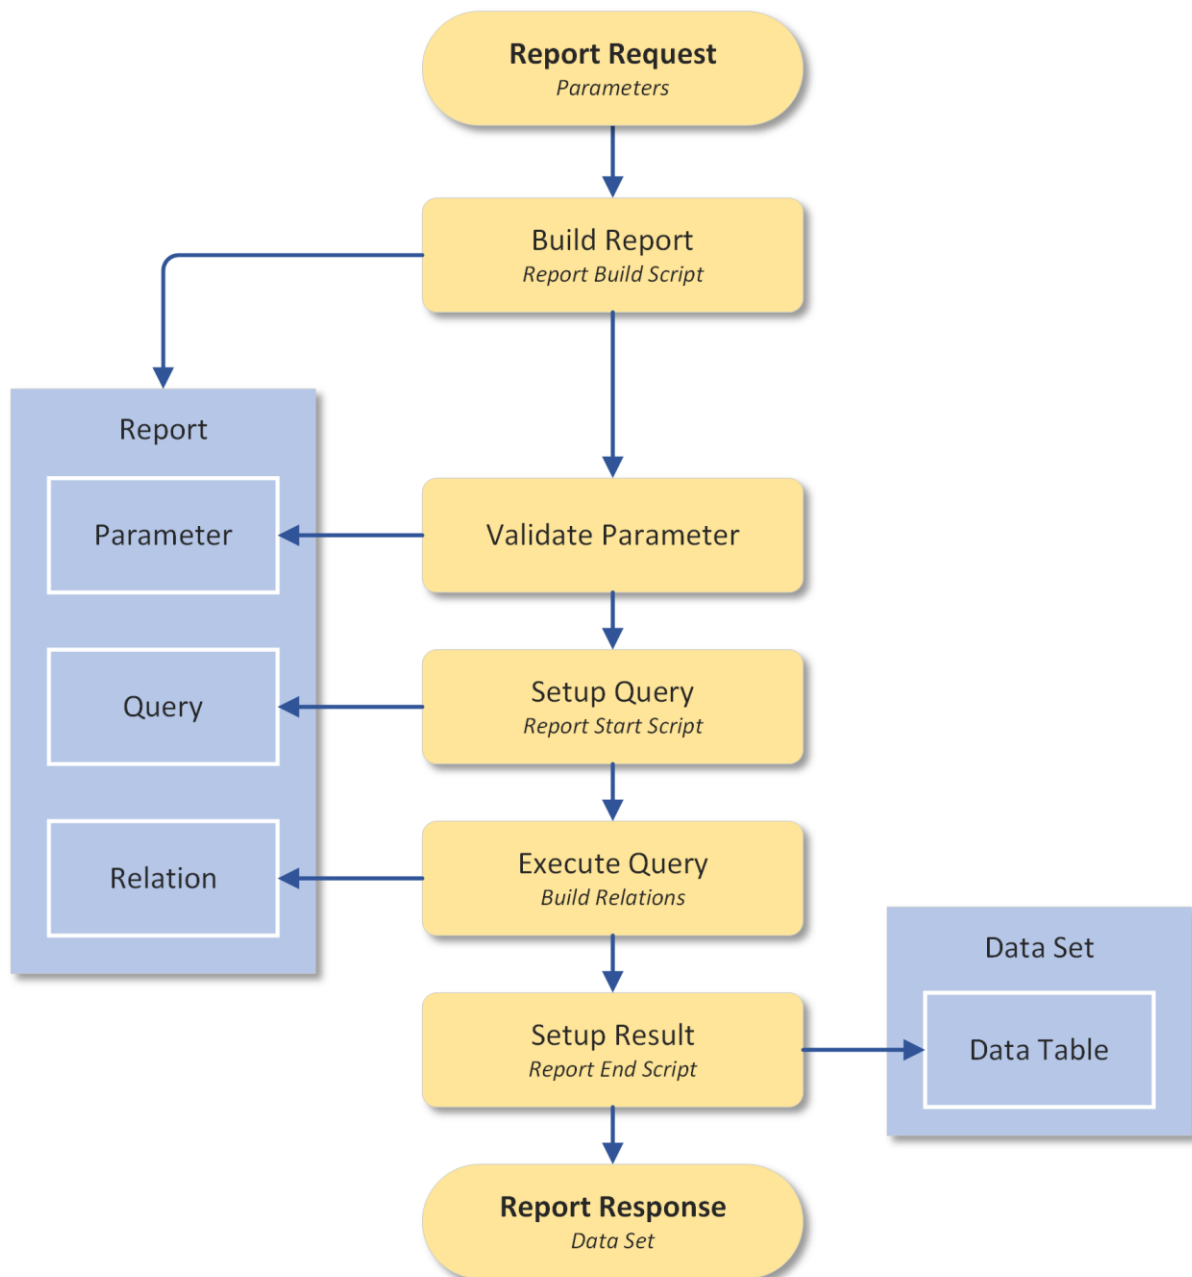 Report Request
Parameters
Build Report
Report Build Script
Report
Parameter
Validate Parameter
Query
Setup Query
Report Start Script
Relation
Execute Query
Build Relations
Data Set
Setup Result
Report End Script
Data Table
Report Response
Data Set